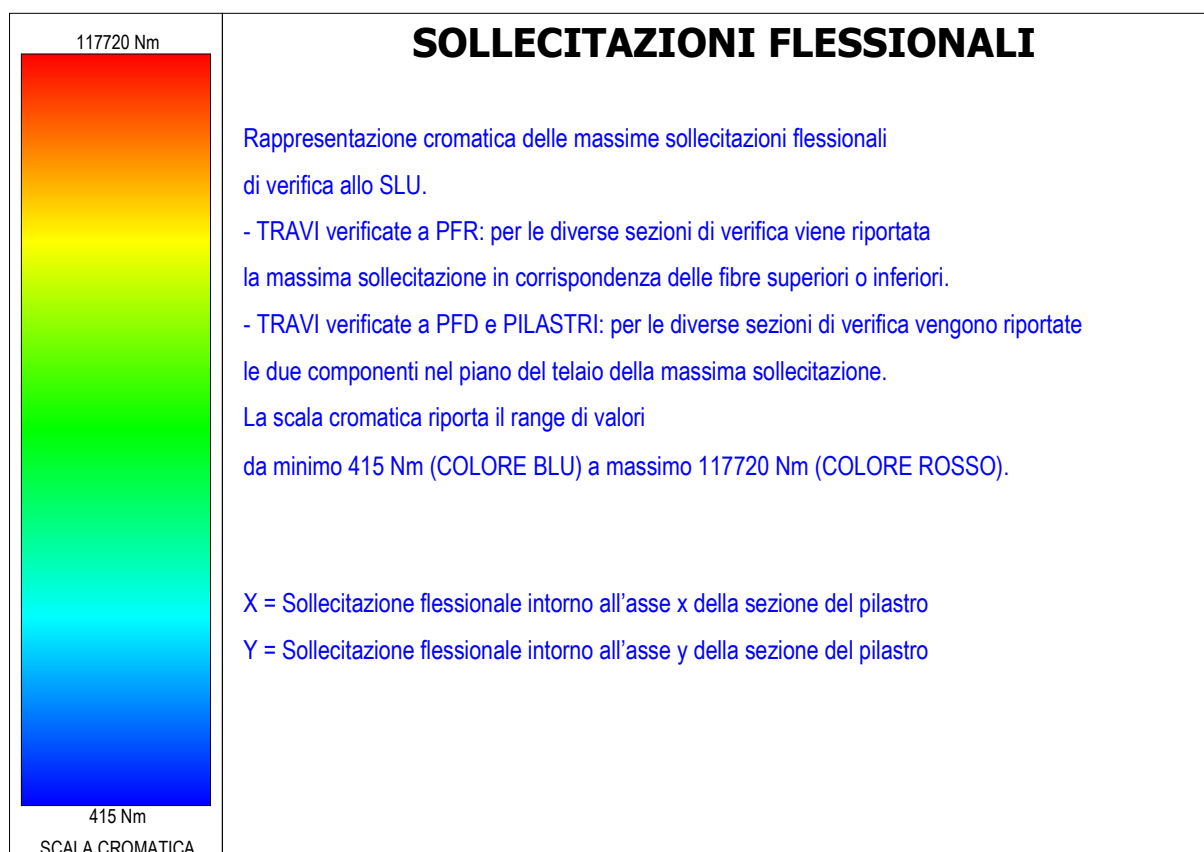 117720 Nm
SOLLECITAZIONI FLESSIONALI
Rappresentazione cromatica delle massime sollecitazioni flessionali
di verifica allo SLU.
- TRAVI verificate a PFR: per le diverse sezioni di verifica viene riportata
la massima sollecitazione in corrispondenza delle fibre superiori o inferiori.
- TRAVI verificate a PFD e PILASTRI: per le diverse sezioni di verifica vengono riportate
le due componenti nel piano del telaio della massima sollecitazione.
La scala cromatica riporta il range di valori
da minimo 415 Nm (COLORE BLU) a massimo 117720 Nm (COLORE ROSSO).
X = Sollecitazione flessionale intorno all'asse x della sezione del pilastro
Y = Sollecitazione flessionale intorno all'asse y della sezione del pilastro
415 Nm
SCALA CROMATICA